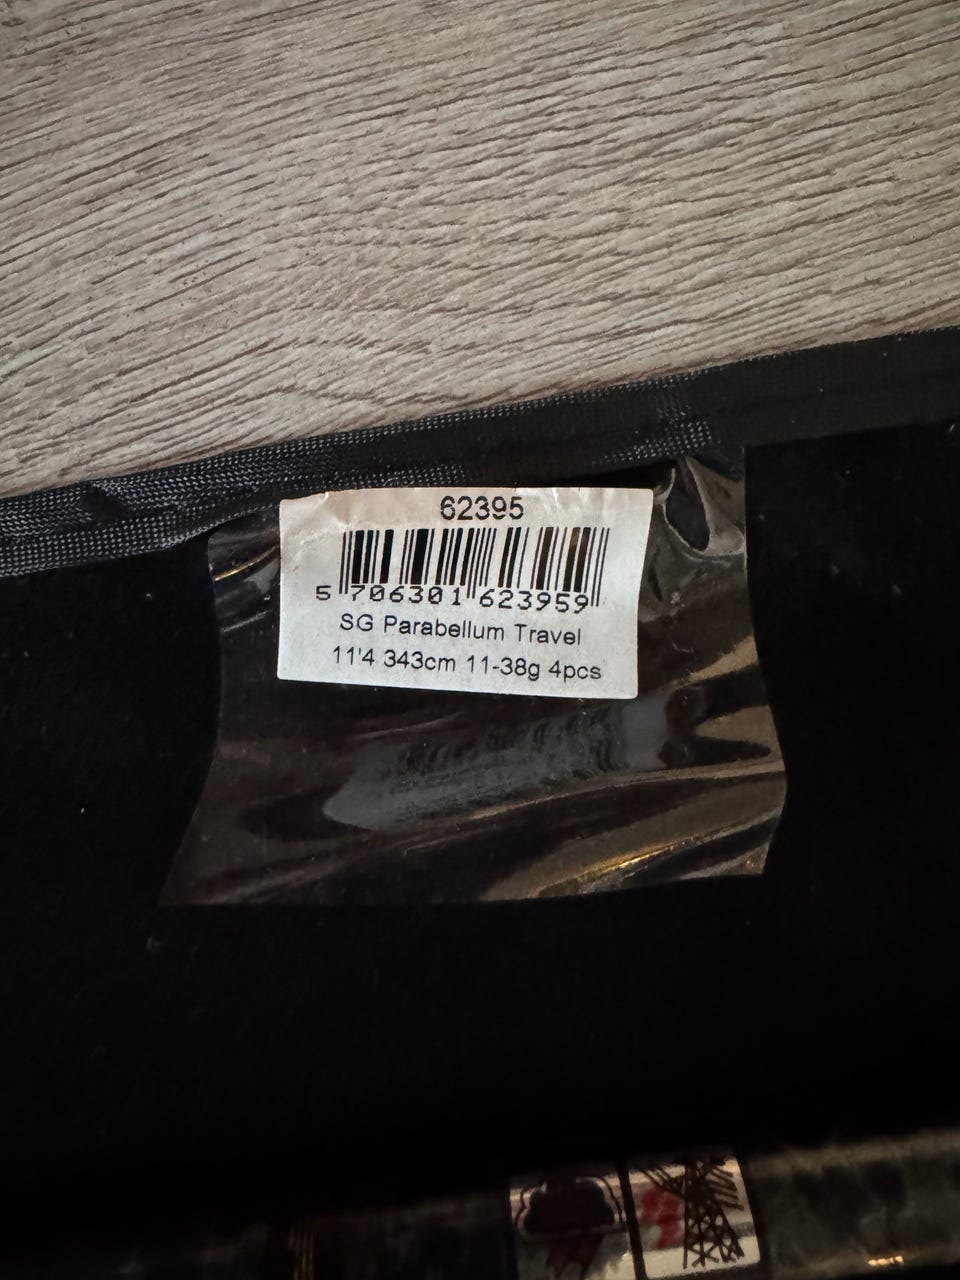 62395
5 706301 623959
SG Parabellum Travel
11'4 343cm 11-38g 4pcs